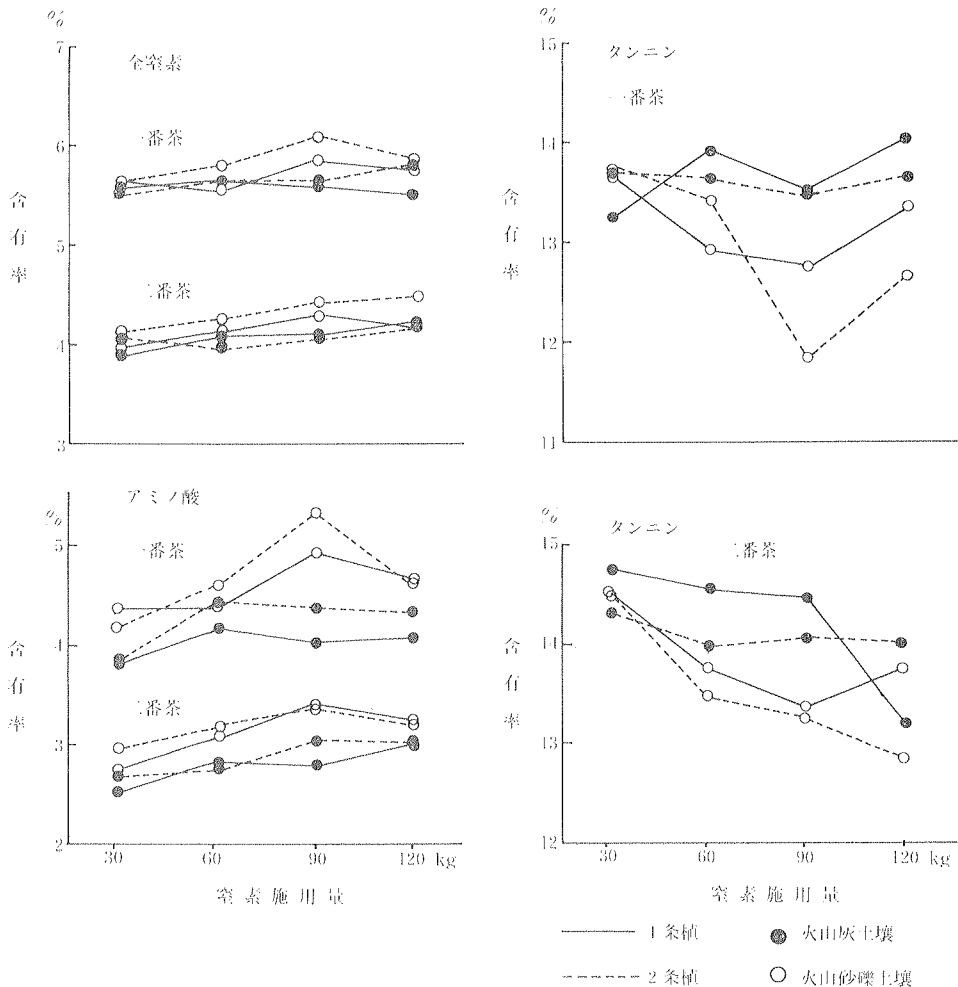 %
7
6
5
4
3
全窒素
一番茶
二番茶
含有率
%
15
14
13
12
11
タンニン
一番茶
含有率
%
5
4
3
2
アミノ酸
一番茶
二番茶
含有率
30 60 90 120 kg
窒素施用量
%
15
14
13
12
タンニン
二番茶
含有率
30 60 90 120 kg
窒素施用量
1条植
火山灰土壌
2条植
火山砂礫土壌